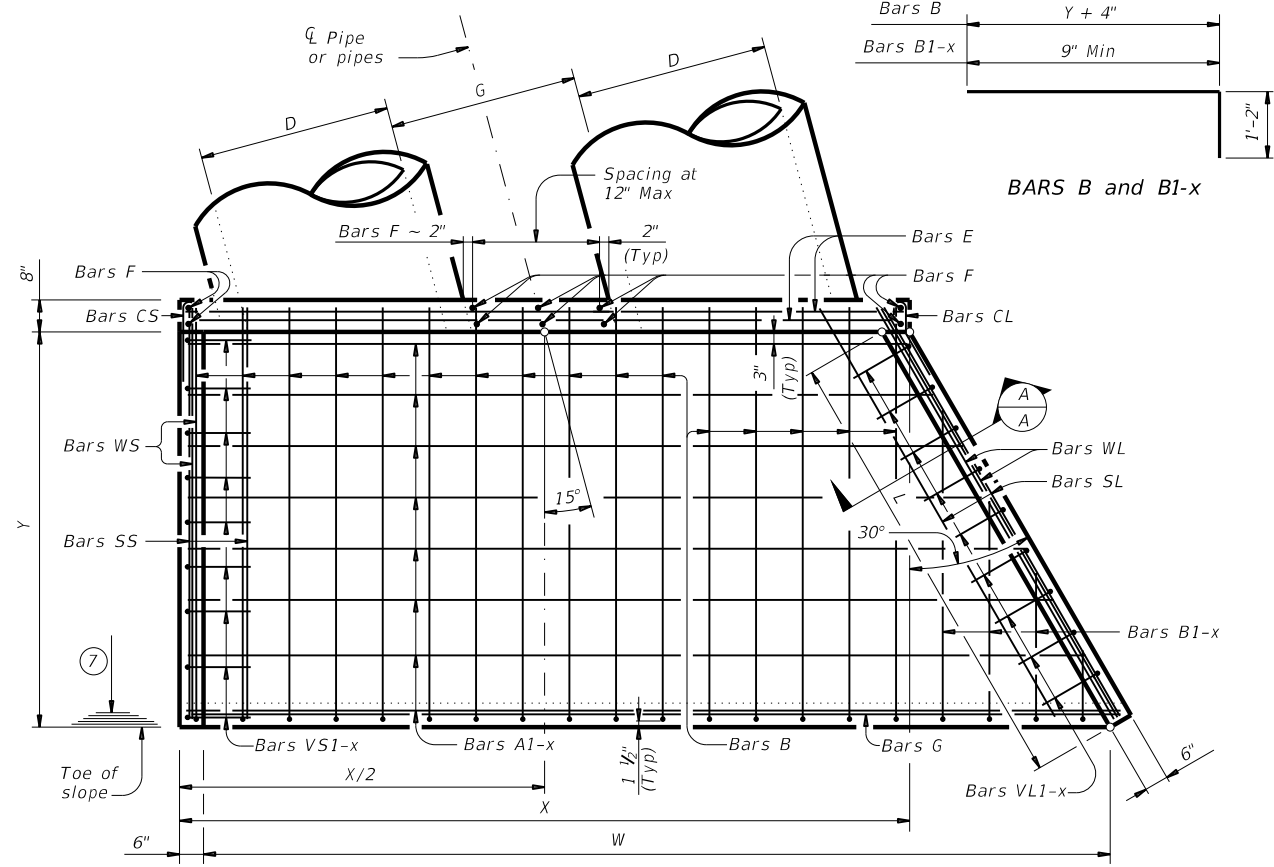 Bars B
Y + 4"
Bars B1-x
9" Min
1'-2"
BARS B and B1-x
℄ Pipe
or pipes
D
G
D
Spacing at
12" Max
Bars F ~ 2"
2"
(Typ)
Bars E
Bars F
Bars F
8"
Bars CS
Bars CL
3"
(Typ)
A
A
Bars WS
Bars WL
Bars SL
L
15°
30°
Y
Bars SS
Bars B1-x
7
Bars VS1-x
Bars A1-x
1 ½"
(Typ)
Bars B
Bars G
6"
Toe of
slope
X/2
Bars VL1-x
X
6"
W